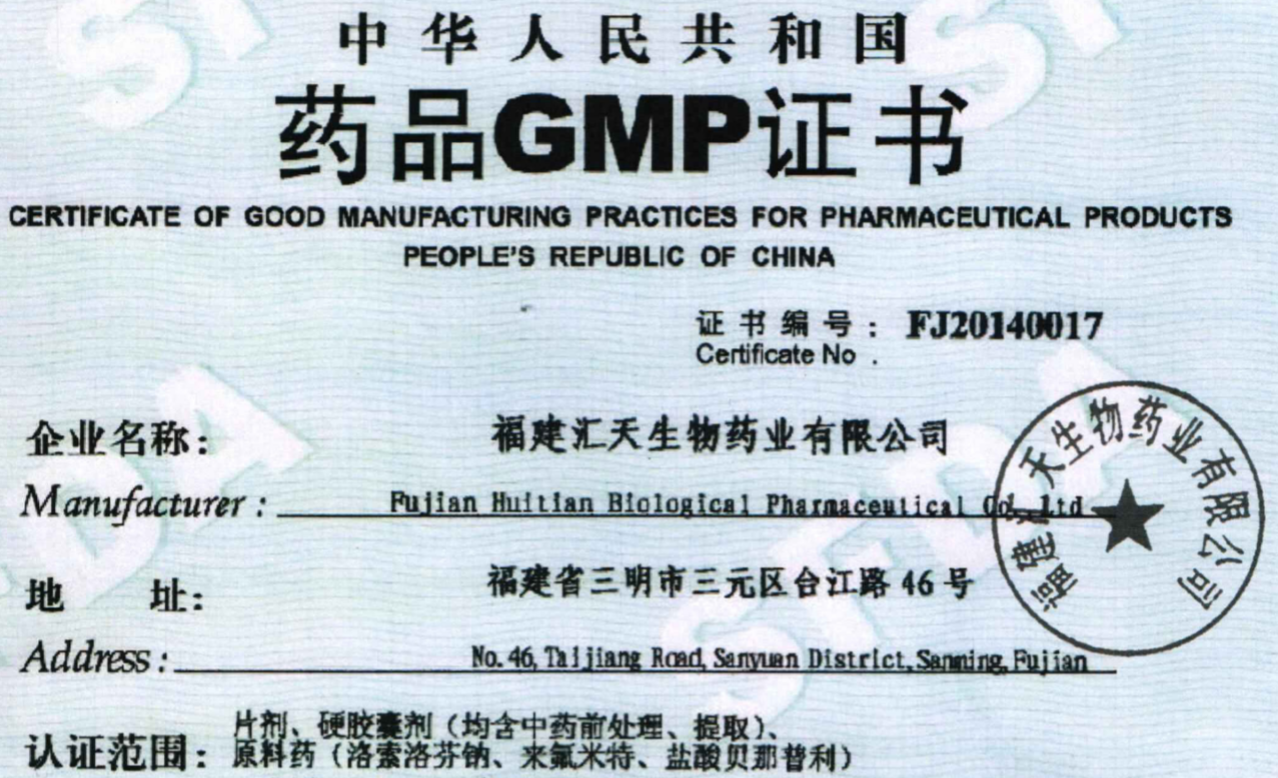 中华人民共和国
药品GMP证书
CERTIFICATE OF GOOD MANUFACTURING PRACTICES FOR PHARMACEUTICAL PRODUCTS
PEOPLE'S REPUBLIC OF CHINA
证书编号: FJ20140017
Certificate No .
企业名称: 福建汇天生物药业有限公司
Manufacturer: Fujian Huitian Biological Pharmaceutical Co. Ltd
福建汇天生物药业有限公司
地 址: 福建省三明市三元区台江路 46 号
Address: No.46, Taijiang Road, Sanyuan District, Sanming, Fujian
片剂、硬胶囊剂（均含中药前处理、提取）、
认证范围: 原料药（洛索洛芬钠、来氟米特、盐酸贝那普利）
SFDA